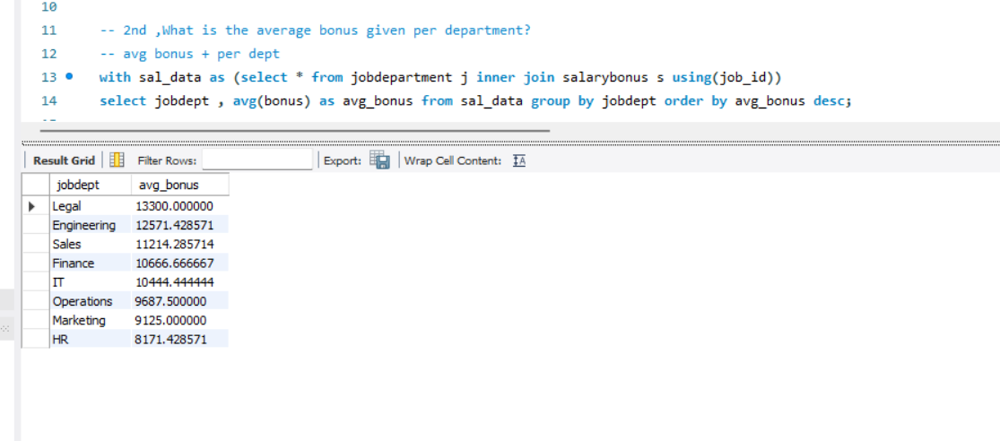 10
11 -- 2nd ,What is the average bonus given per department?
12 -- avg bonus + per dept
13 with sal_data as (select * from jobdepartment j inner join salarybonus s using(job_id))
14 select jobdept , avg(bonus) as avg_bonus from sal_data group by jobdept order by avg_bonus desc;
Result Grid Filter Rows: Export: Wrap Cell Content: IA
jobdept avg_bonus
Legal 13300.000000
Engineering 12571.428571
Sales 11214.285714
Finance 10666.666667
IT 10444.444444
Operations 9687.500000
Marketing 9125.000000
HR 8171.428571